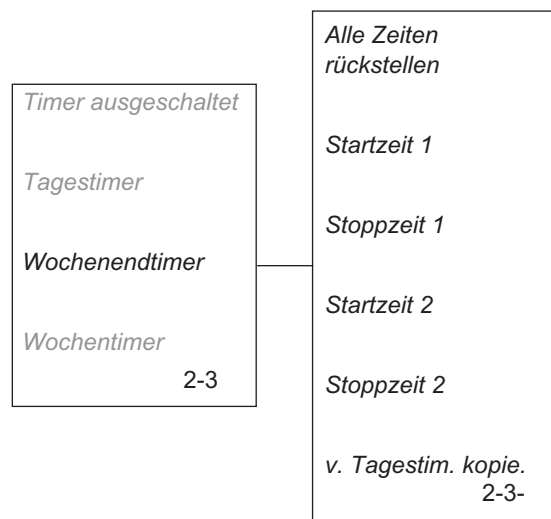 Timer ausgeschaltet
Tagestimer
Wochenendtimer
Wochentimer
2-3
Alle Zeiten
rückstellen
Startzeit 1
Stoppzeit 1
Startzeit 2
Stoppzeit 2
v. Tagestim. kopie.
2-3-